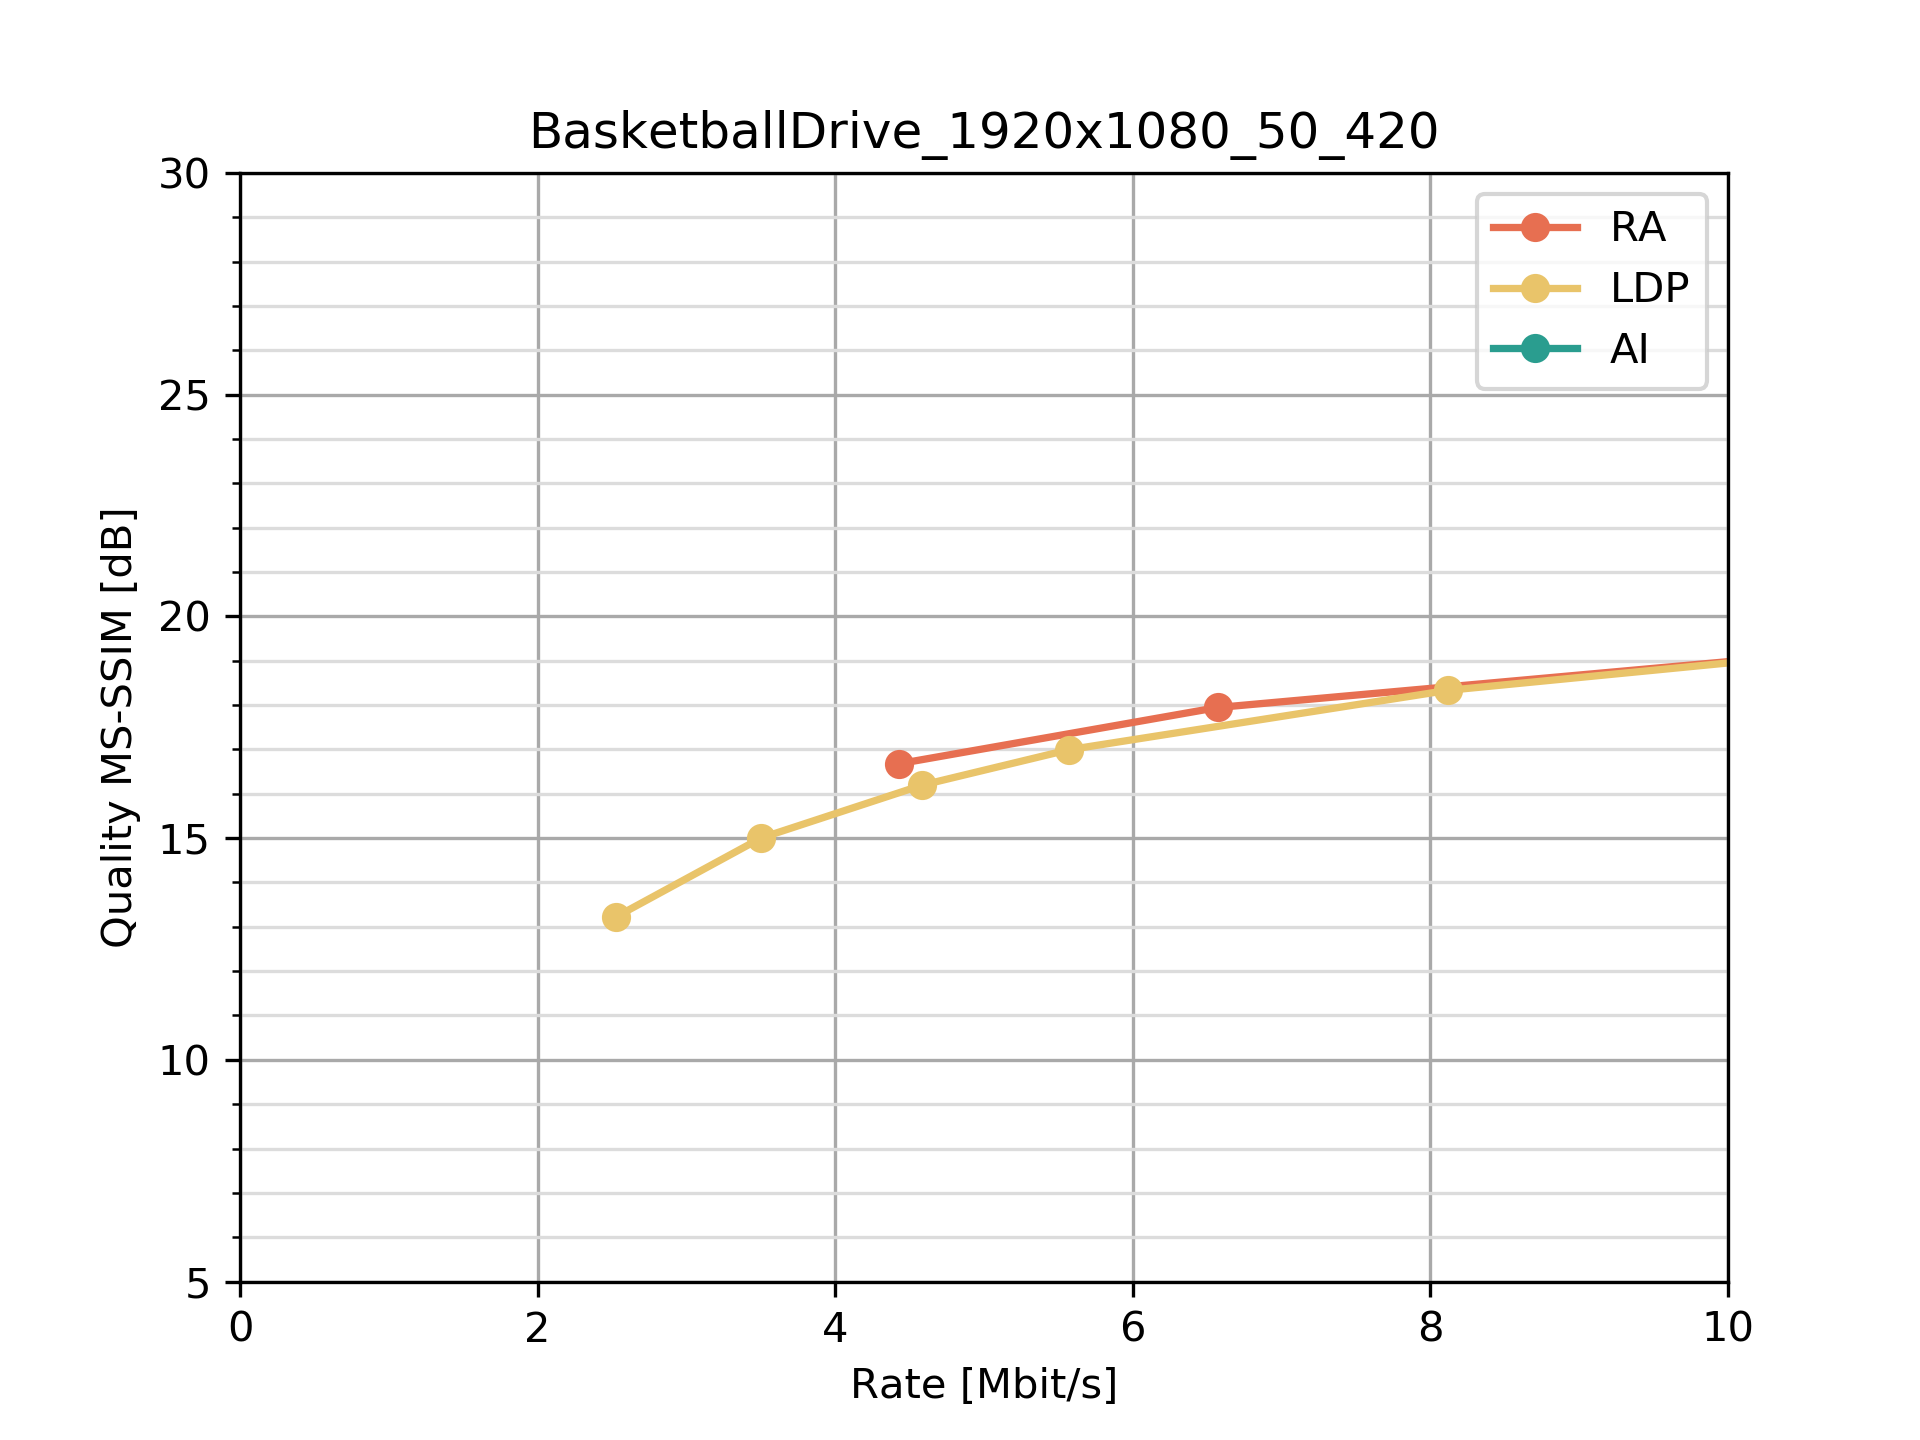 BasketballDrive_1920x1080_50_420
30
25
20
15
10
5
Quality MS-SSIM [dB]
RA
LDP
AI
0 2 4 6 8 10
Rate [Mbit/s]